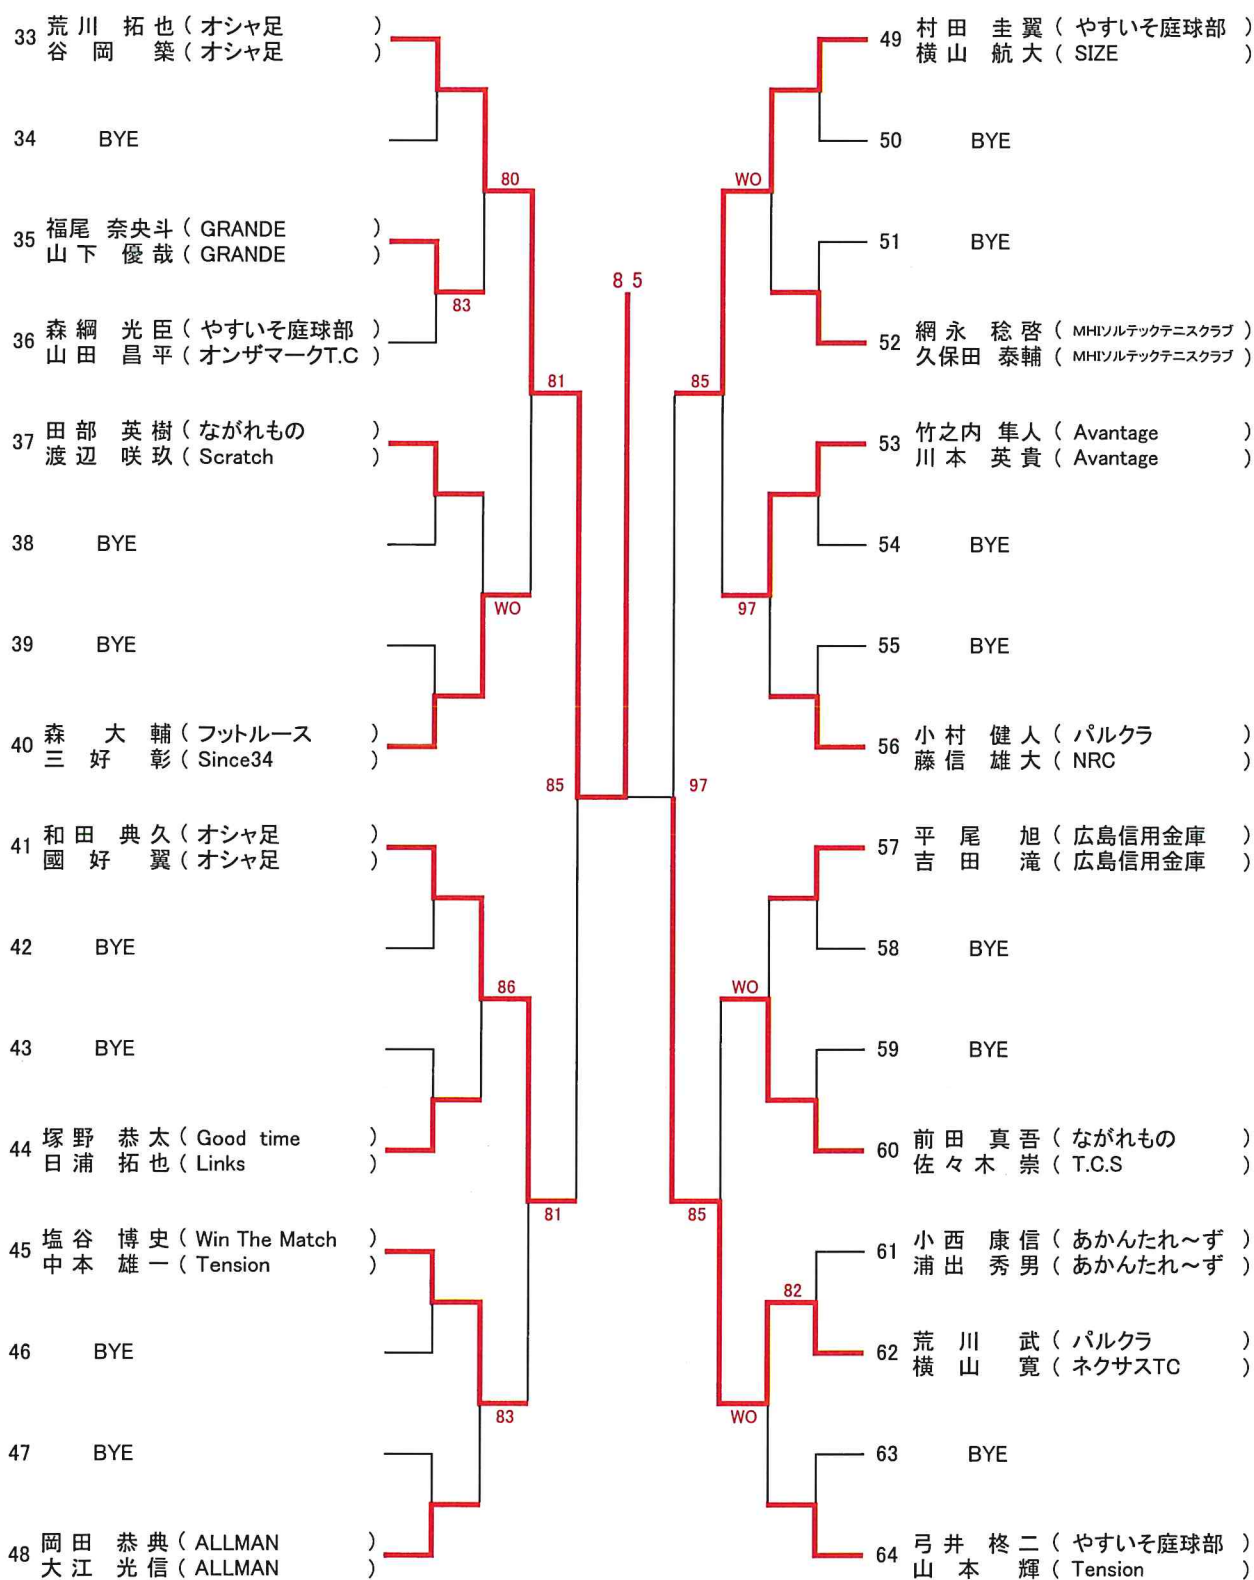 33 荒川 拓也 ( オシャ足 )
谷岡 築 ( オシャ足 )
34 BYE
80
35 福尾 奈央斗 ( GRANDE )
山下 優哉 ( GRANDE )
83
36 森綱 光臣 ( やすいそ庭球部 )
山田 昌平 ( オンザマークT.C )
81
37 田部 英樹 ( ながれもの )
渡辺 咲玖 ( Scratch )
38 BYE
WO
39 BYE
40 森 大輔 ( フットルース )
三好 彰 ( Since34 )
85
41 和田 典久 ( オシャ足 )
國好 翼 ( オシャ足 )
42 BYE
86
43 BYE
44 塚野 恭太 ( Good time )
日浦 拓也 ( Links )
81
45 塩谷 博史 ( Win The Match )
中本 雄一 ( Tension )
46 BYE
83
47 BYE
48 岡田 恭典 ( ALLMAN )
大江 光信 ( ALLMAN )
8 5
49 村田 圭翼 ( やすいそ庭球部 )
横山 航大 ( SIZE )
50 BYE
WO
51 BYE
52 網永 稔啓 ( MHIソルテックテニスクラブ )
久保田 泰輔 ( MHIソルテックテニスクラブ )
85
53 竹之内 隼人 ( Avantage )
川本 英貴 ( Avantage )
54 BYE
97
55 BYE
56 小村 健人 ( パルクラ )
藤信 雄大 ( NRC )
97
57 平尾 旭 ( 広島信用金庫 )
吉田 滝 ( 広島信用金庫 )
58 BYE
WO
59 BYE
60 前田 真吾 ( ながれもの )
佐々木 崇 ( T.C.S )
85
61 小西 康信 ( あかんたれ～ず )
浦出 秀男 ( あかんたれ～ず )
82
62 荒川 武 ( パルクラ )
横山 寛 ( ネクサスTC )
WO
63 BYE
64 弓井 柊二 ( やすいそ庭球部 )
山本 輝 ( Tension )